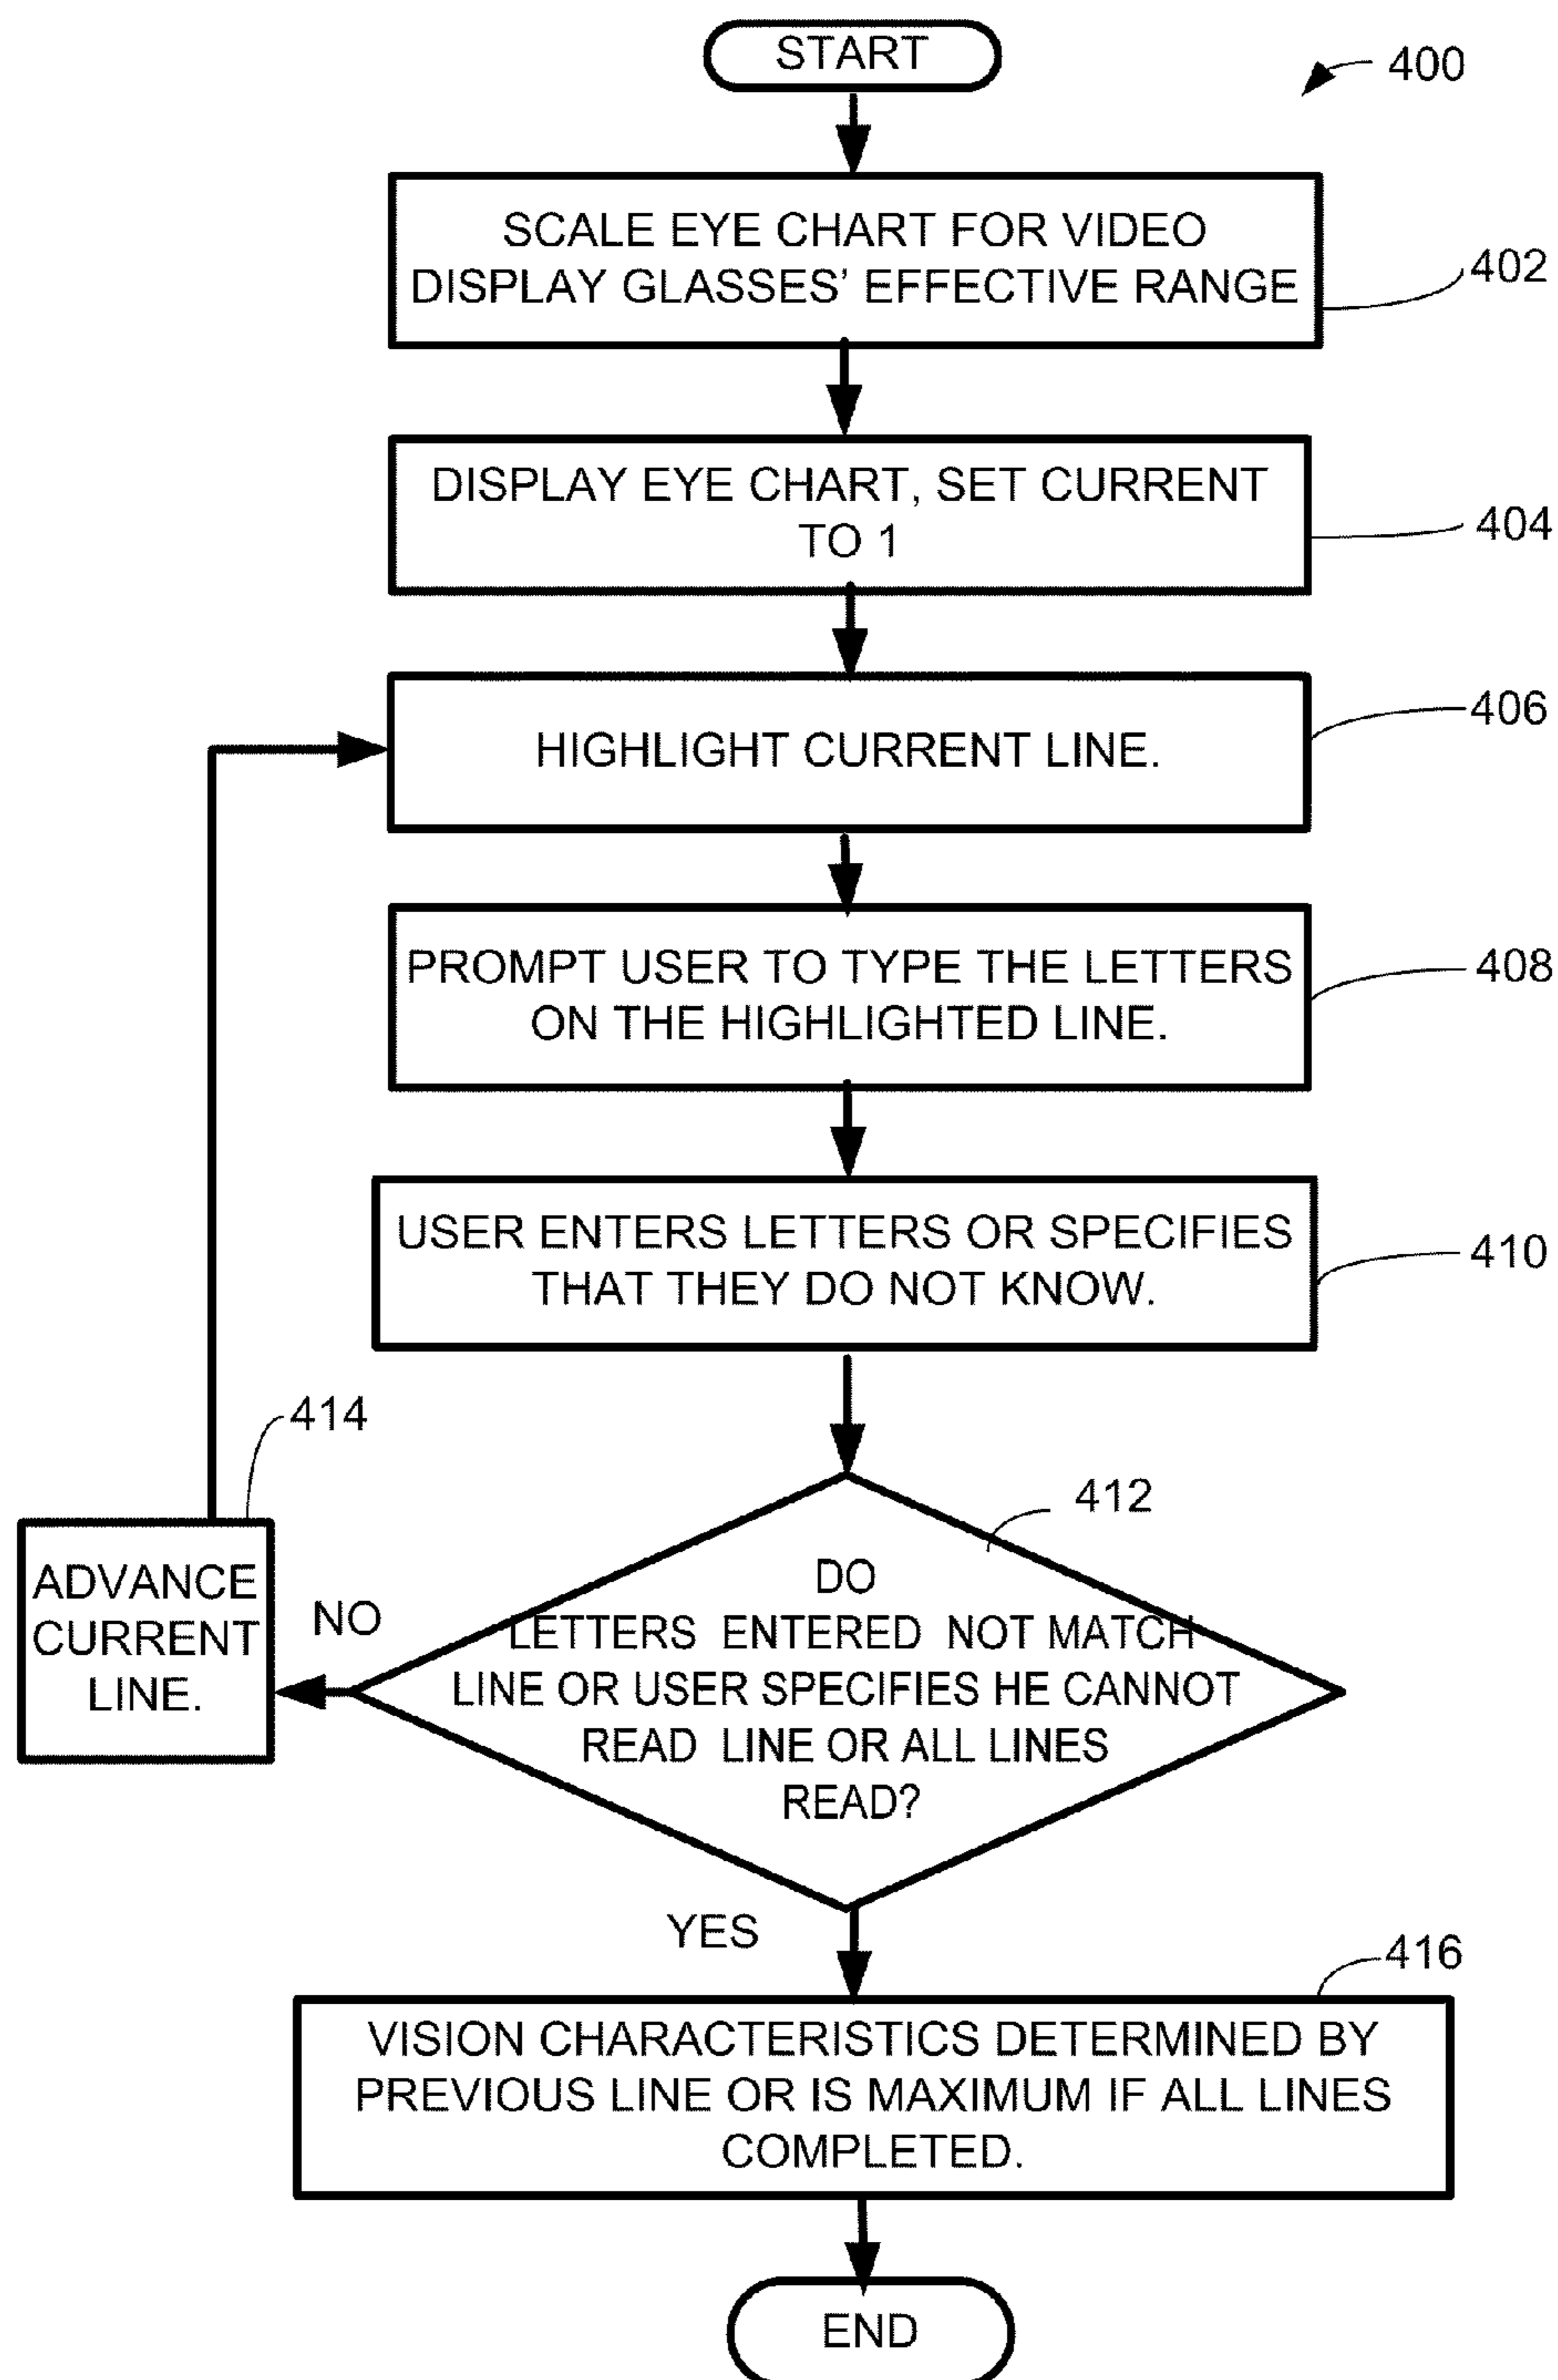 START
400
SCALE EYE CHART FOR VIDEO
DISPLAY GLASSES’ EFFECTIVE RANGE
402
DISPLAY EYE CHART, SET CURRENT
TO 1
404
HIGHLIGHT CURRENT LINE.
406
PROMPT USER TO TYPE THE LETTERS
ON THE HIGHLIGHTED LINE.
408
USER ENTERS LETTERS OR SPECIFIES
THAT THEY DO NOT KNOW.
410
414
ADVANCE
CURRENT
LINE.
NO
412
DO
LETTERS ENTERED NOT MATCH
LINE OR USER SPECIFIES HE CANNOT
READ LINE OR ALL LINES
READ?
YES
416
VISION CHARACTERISTICS DETERMINED BY
PREVIOUS LINE OR IS MAXIMUM IF ALL LINES
COMPLETED.
END